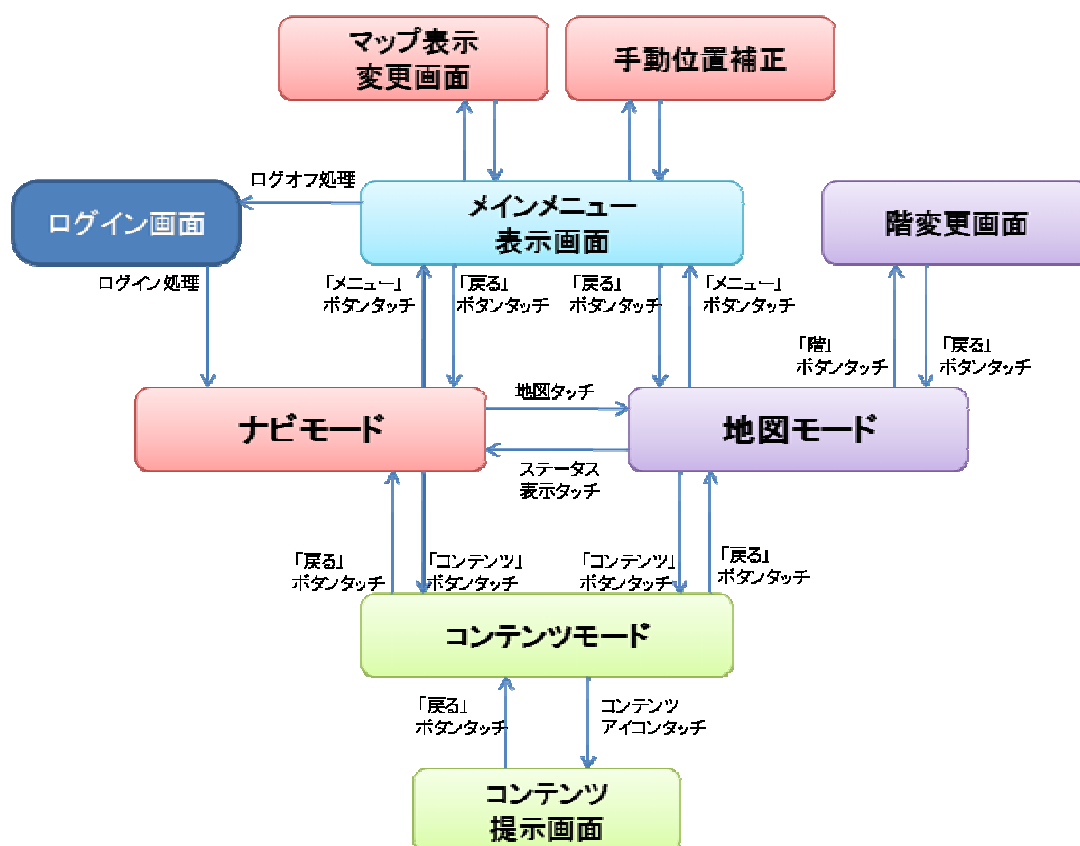 マップ表示
変更画面
手動位置補正
ログオフ処理
ログイン画面
メインメニュー
表示画面
階変更画面
ログイン処理
「メニュー」
ボタンタッチ
「戻る」
ボタンタッチ
「戻る」
ボタンタッチ
「メニュー」
ボタンタッチ
「階」
ボタンタッチ
「戻る」
ボタンタッチ
ナビモード
地図タッチ
地図モード
ステータス
表示タッチ
「戻る」
ボタンタッチ
「コンテンツ」
ボタンタッチ
「コンテンツ」
ボタンタッチ
「戻る」
ボタンタッチ
コンテンツモード
「戻る」
ボタンタッチ
コンテンツ
アイコンタッチ
コンテンツ
提示画面